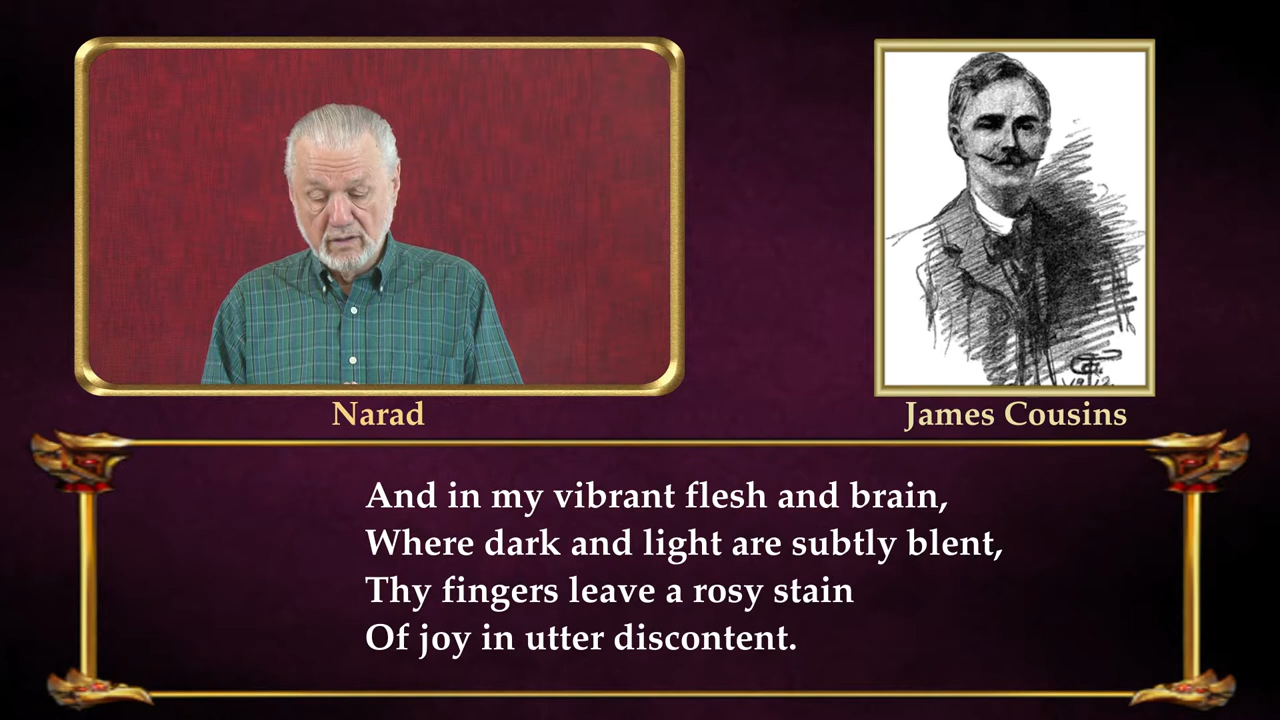 Narad
James Cousins
And in my vibrant flesh and brain,
Where dark and light are subtly blent,
Thy fingers leave a rosy stain
Of joy in utter discontent.